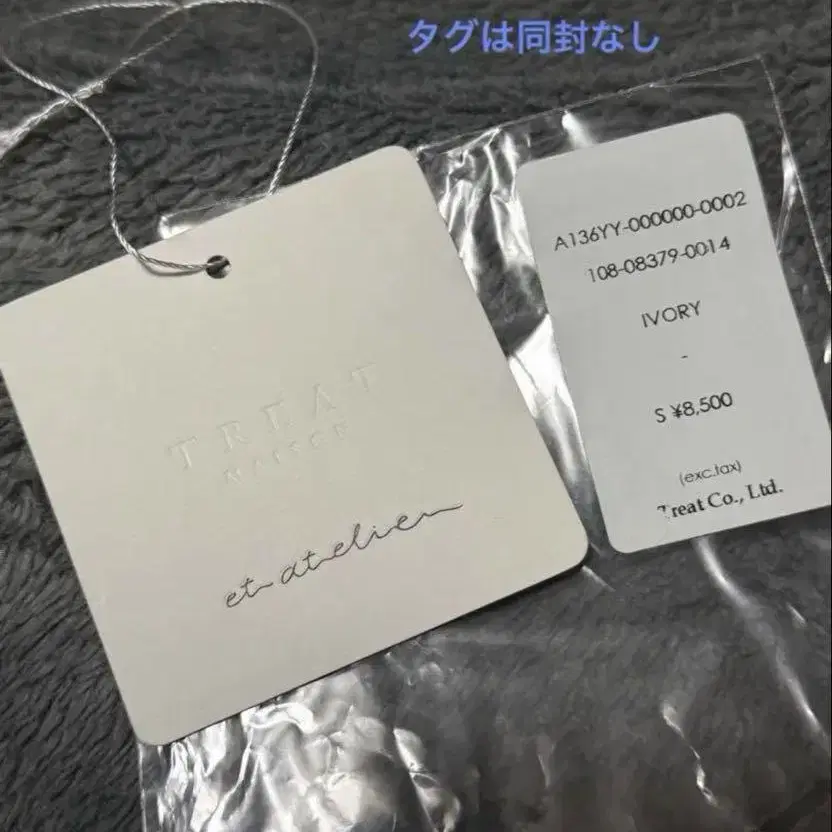 タグは同封なし
A136YY-000000-0002
108-08379-0014
IVORY
-
S ¥8,500
(exc.tax)
Treat Co., Ltd.
TREAT
MAISON
et atelier